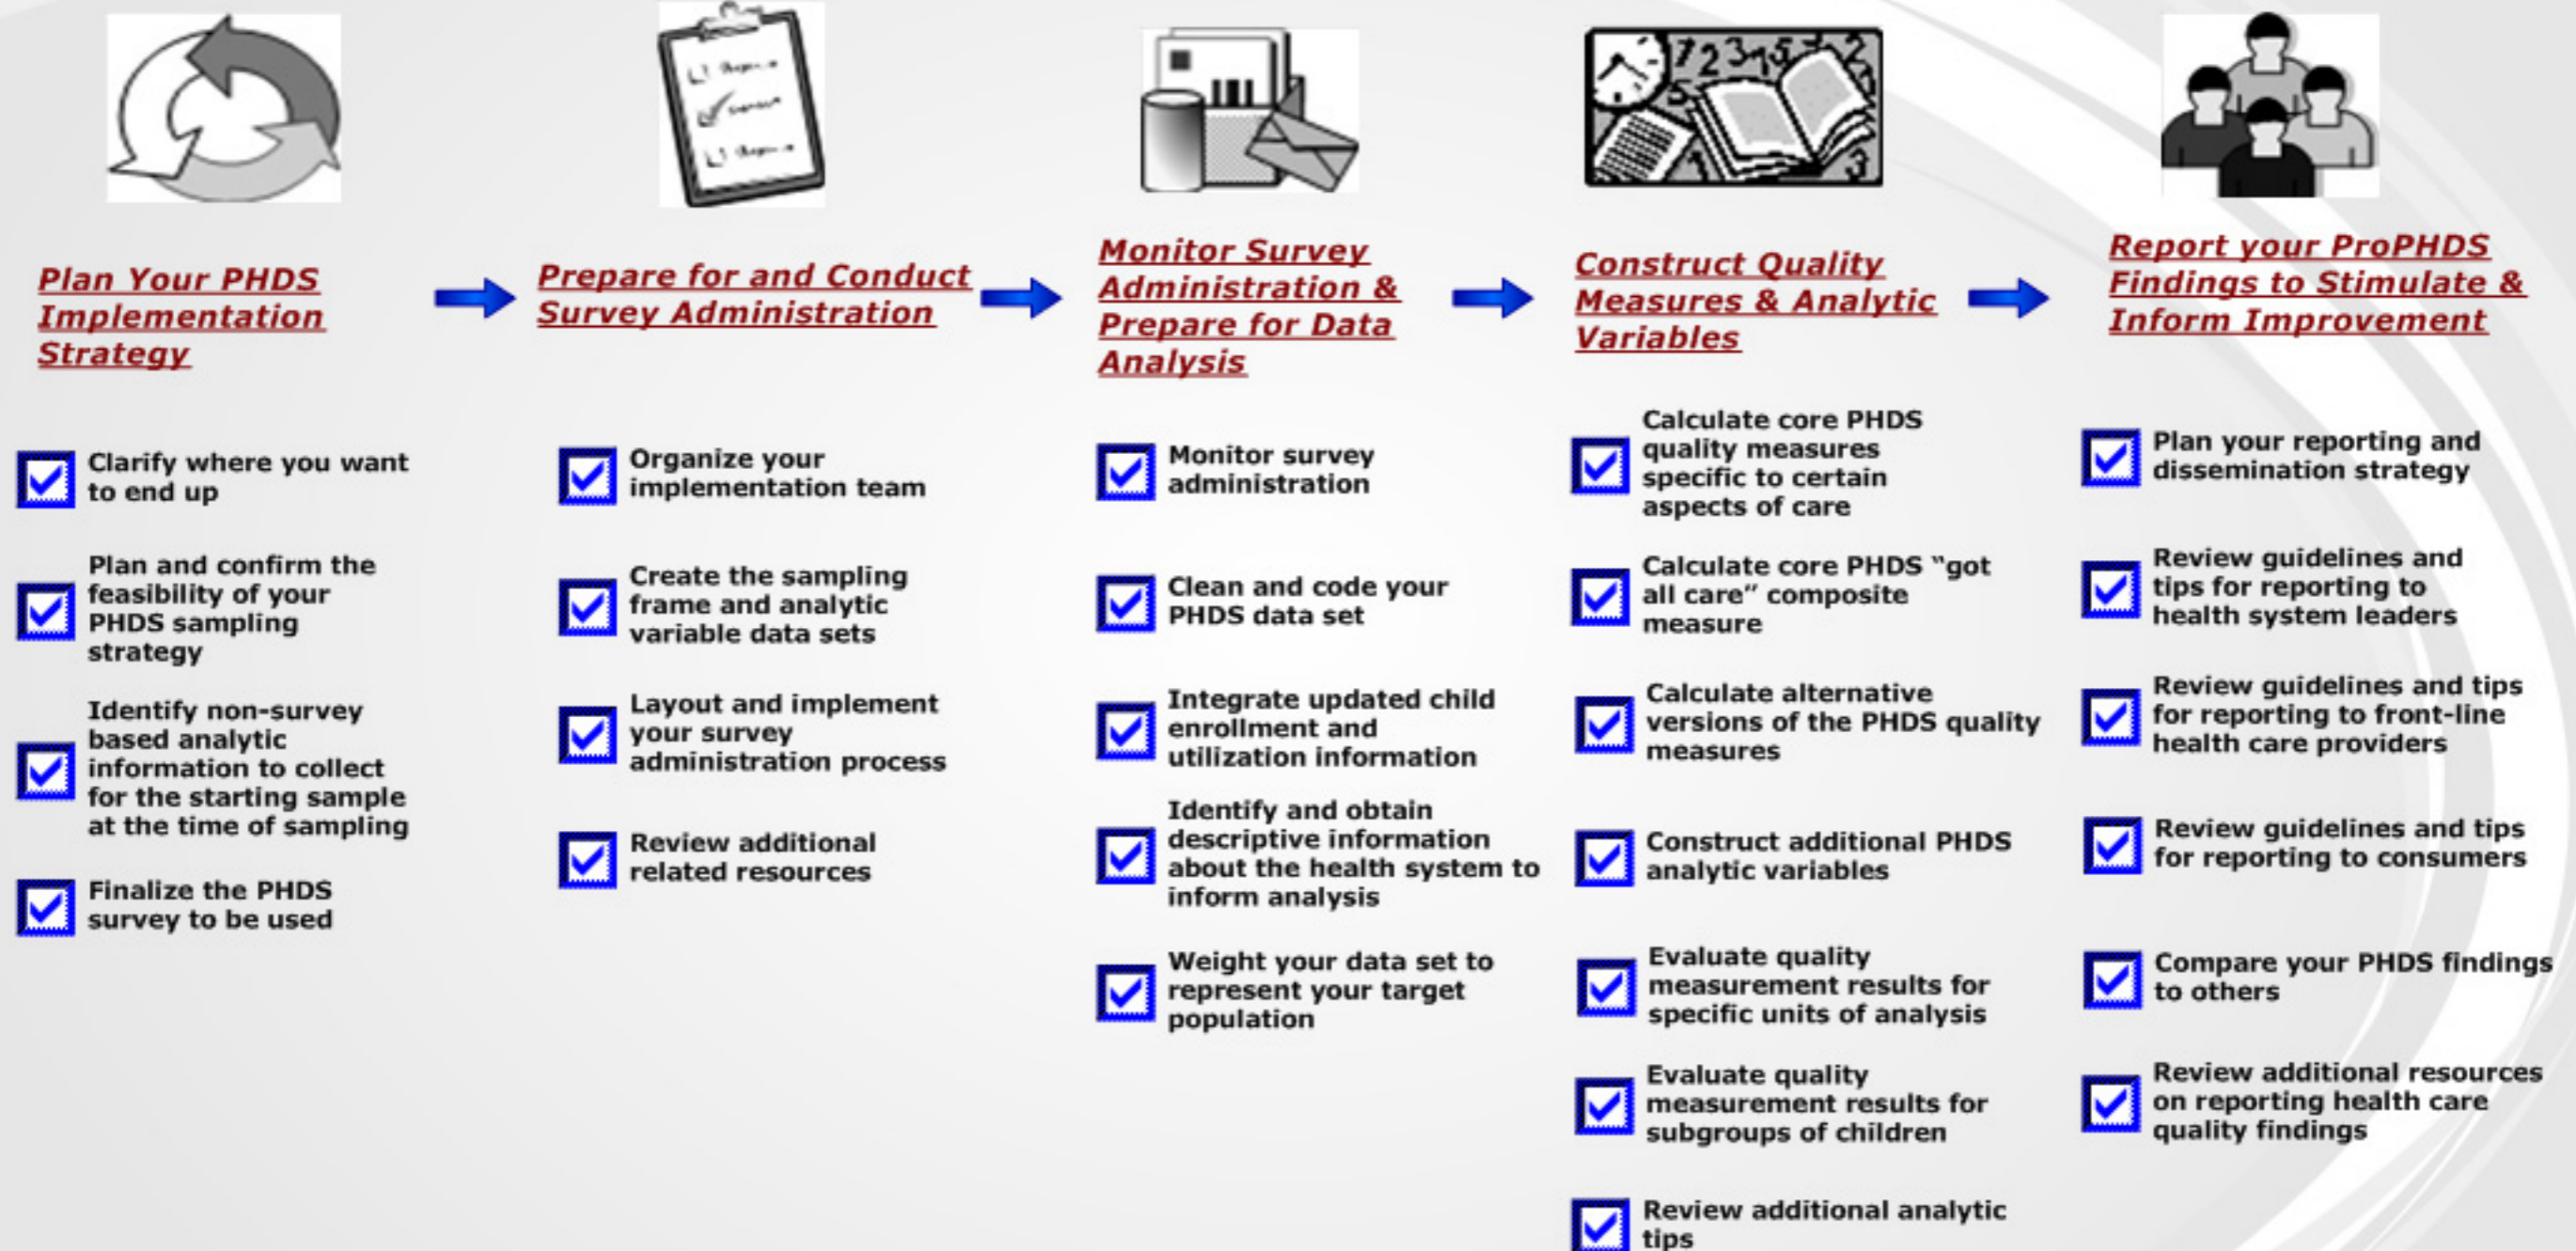 Plan Your PHDS
Implementation
Strategy
Clarify where you want
to end up
Plan and confirm the
feasibility of your
PHDS sampling
strategy
Identify non-survey
based analytic
information to collect
for the starting sample
at the time of sampling
Finalize the PHDS
survey to be used
Prepare for and Conduct
Survey Administration
Organize your
implementation team
Create the sampling
frame and analytic
variable data sets
Layout and implement
your survey
administration process
Review additional
related resources
Monitor Survey
Administration &
Prepare for Data
Analysis
Monitor survey
administration
Clean and code your
PHDS data set
Integrate updated child
enrollment and
utilization information
Identify and obtain
descriptive information
about the health system to
inform analysis
Weight your data set to
represent your target
population
Construct Quality
Measures & Analytic
Variables
Calculate core PHDS
quality measures
specific to certain
aspects of care
Calculate core PHDS “got
all care” composite
measure
Calculate alternative
versions of the PHDS quality
measures
Construct additional PHDS
analytic variables
Evaluate quality
measurement results for
specific units of analysis
Evaluate quality
measurement results for
subgroups of children
Review additional analytic
tips
Report your ProPHDS
Findings to Stimulate &
Inform Improvement
Plan your reporting and
dissemination strategy
Review guidelines and
tips for reporting to
health system leaders
Review guidelines and tips
for reporting to front-line
health care providers
Review guidelines and tips
for reporting to consumers
Compare your PHDS findings
to others
Review additional resources
on reporting health care
quality findings